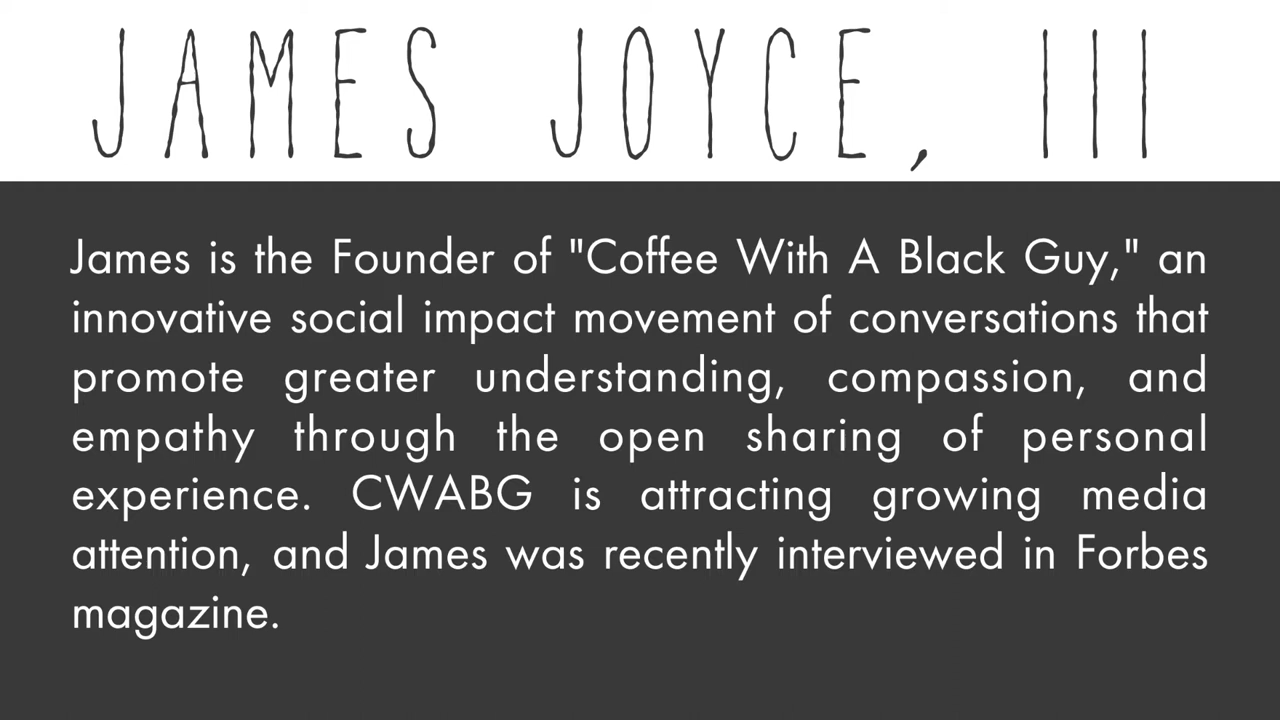 JAMES JOYCE, III
James is the Founder of "Coffee With A Black Guy," an
innovative social impact movement of conversations that
promote greater understanding, compassion, and
empathy through the open sharing of personal
experience. CWABG is attracting growing media
attention, and James was recently interviewed in Forbes
magazine.